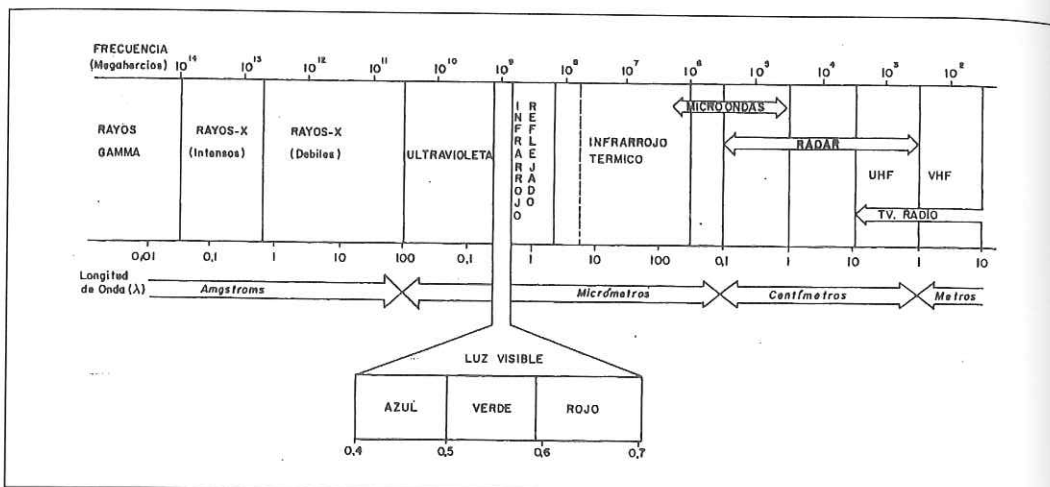 FRECUENCIA
(Megahercios) 10¹⁴ 10¹³ 10¹² 10¹¹ 10¹⁰ 10⁹ 10⁸ 10⁷ 10⁶ 10⁵ 10⁴ 10³ 10²
RAYOS
GAMMA
RAYOS-X
(Intensos)
RAYOS-X
(Debiles)
ULTRAVIOLETA
INFRARROJO
REFLEJADO
INFRARROJO
TERMICO
MICROONDAS
RADAR
UHF
VHF
TV. RADIO
0,01 0,1 1 10 100 0,1 1 10 100 0,1 1 10 1 10
Longitud
de Onda (λ)
Amgstroms
Micrómetros
Centímetros
Metros
LUZ VISIBLE
AZUL VERDE ROJO
0,4 0,5 0,6 0,7